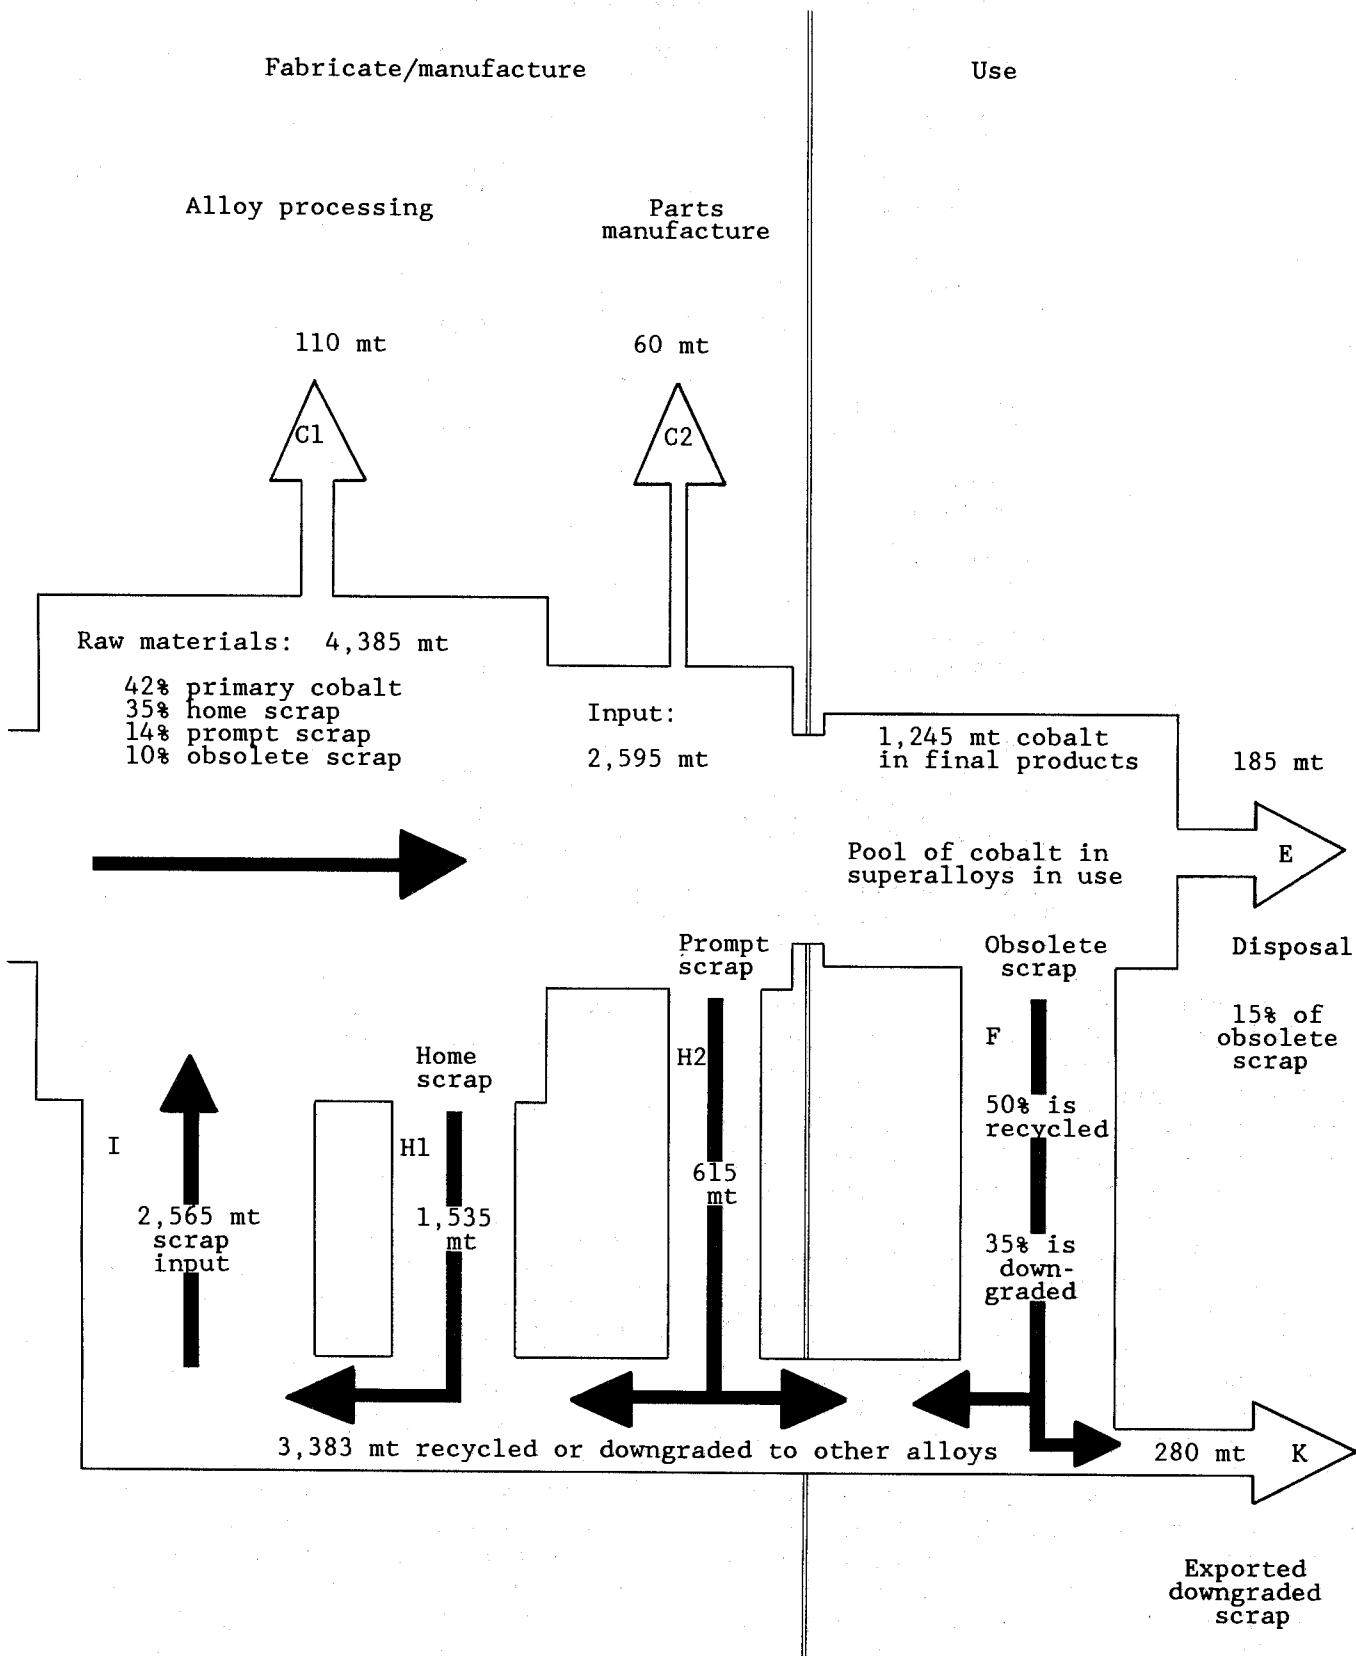 Fabricate/manufacture
Use
Alloy processing
Parts
manufacture
110 mt
60 mt
C1
C2
Raw materials: 4,385 mt
42% primary cobalt
35% home scrap
14% prompt scrap
10% obsolete scrap
Input:
2,595 mt
1,245 mt cobalt
in final products
185 mt
Pool of cobalt in
superalloys in use
E
Prompt
scrap
Obsolete
scrap
Disposal
15% of
obsolete
scrap
Home
scrap
H2
F
50% is
recycled
I
H1
615
mt
2,565 mt
scrap
input
1,535
mt
35% is
down-
graded
3,383 mt recycled or downgraded to other alloys
280 mt
K
Exported
downgraded
scrap